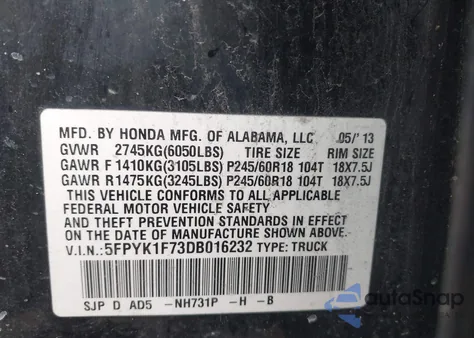 MFD. BY HONDA MFG. OF ALABAMA, LLC 05/'13
GVWR 2745KG(6050LBS) TIRE SIZE RIM SIZE
GAWR F1410KG(3105LBS) P245/60R18 104T 18X7.5J
GAWR R1475KG(3245LBS) P245/60R18 104T 18X7.5J
THIS VEHICLE CONFORMS TO ALL APPLICABLE
FEDERAL MOTOR VEHICLE SAFETY
AND THEFT PREVENTION STANDARDS IN EFFECT ON
THE DATE OF MANUFACTURE SHOWN ABOVE.
V.I.N.:5FPYK1F73DB016232 TYPE: TRUCK
SJP D AD5 -NH731P -H -B
autoSnap